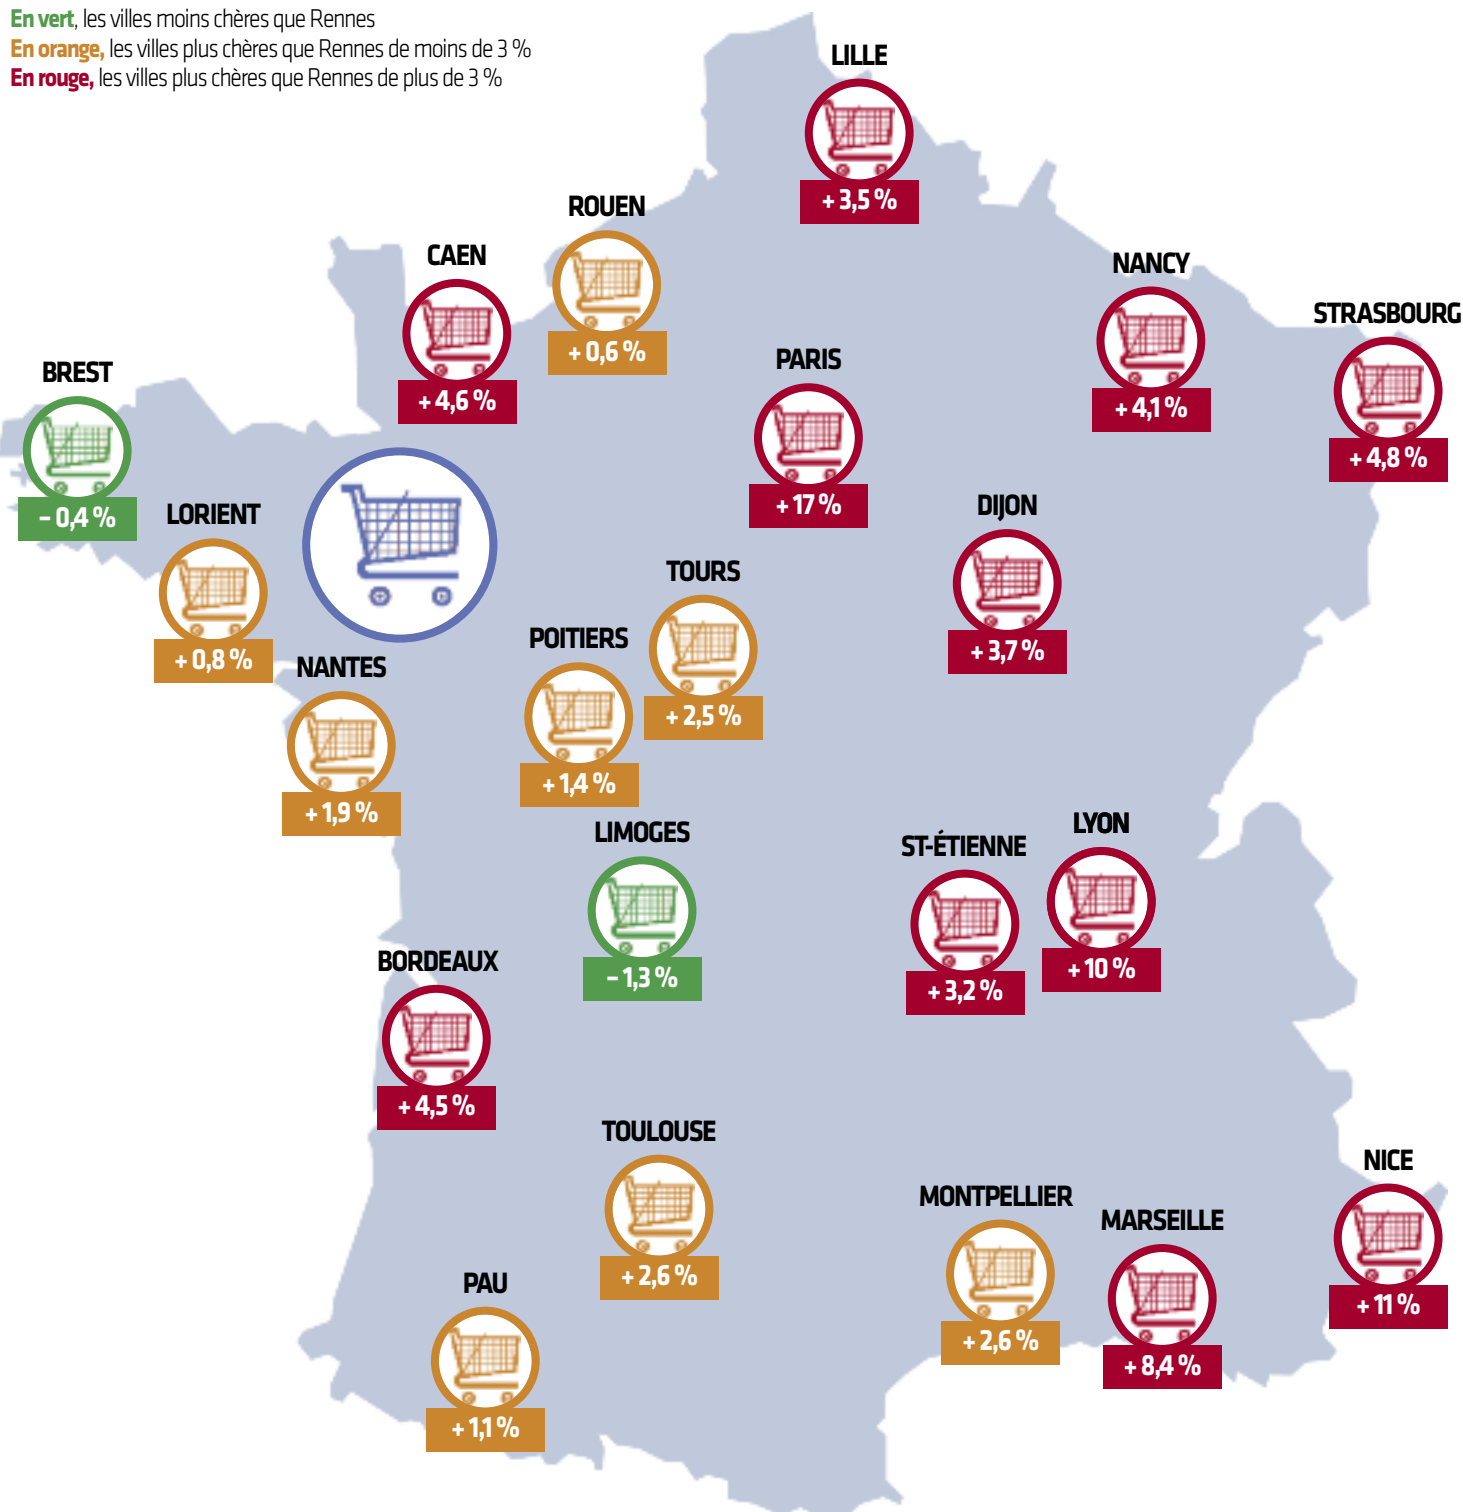 En vert, les villes moins chères que Rennes
En orange, les villes plus chères que Rennes de moins de 3 %
En rouge, les villes plus chères que Rennes de plus de 3 %
LILLE
+ 3,5 %
ROUEN
+ 0,6 %
CAEN
+ 4,6 %
NANCY
+ 4,1 %
STRASBOURG
+ 4,8 %
PARIS
+ 17 %
BREST
– 0,4 %
LORIENT
+ 0,8 %
DIJON
+ 3,7 %
TOURS
+ 2,5 %
POITIERS
+ 1,4 %
NANTES
+ 1,9 %
LIMOGES
– 1,3 %
ST-ÉTIENNE
+ 3,2 %
LYON
+ 10 %
BORDEAUX
+ 4,5 %
TOULOUSE
+ 2,6 %
MONTPELLIER
+ 2,6 %
MARSEILLE
+ 8,4 %
NICE
+ 11 %
PAU
+ 1,1 %